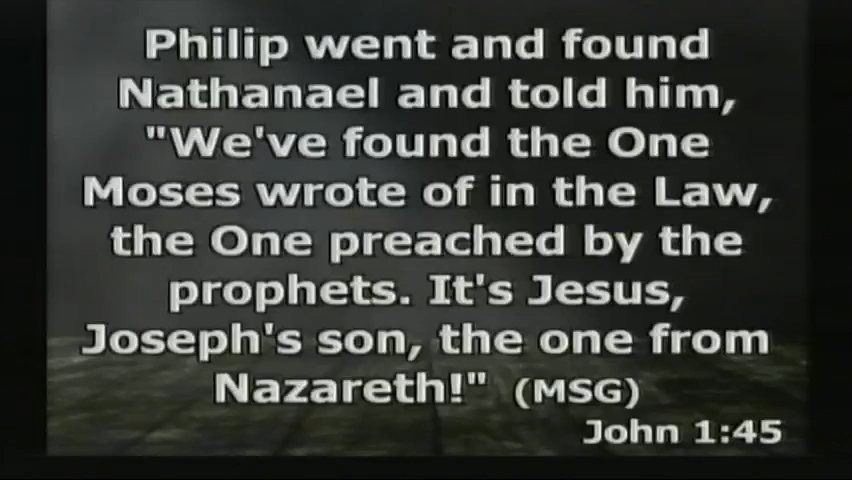 Philip went and found
Nathanael and told him,
"We've found the One
Moses wrote of in the Law,
the One preached by the
prophets. It's Jesus,
Joseph's son, the one from
Nazareth!" (MSG)
John 1:45